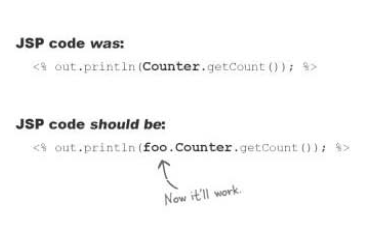 JSP code was:
<% out.println(Counter.getCount()); %>
JSP code should be:
<% out.println(foo.Counter.getCount()); %>
Now it'll work.